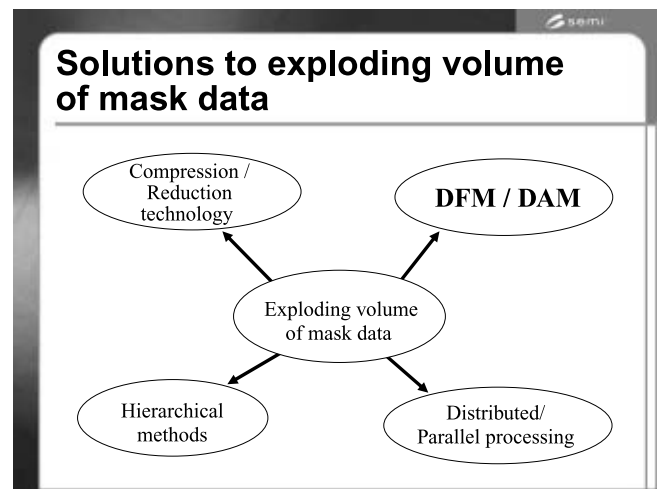 semi
Solutions to exploding volume
of mask data
Compression /
Reduction
technology
DFM / DAM
Exploding volume
of mask data
Hierarchical
methods
Distributed/
Parallel processing